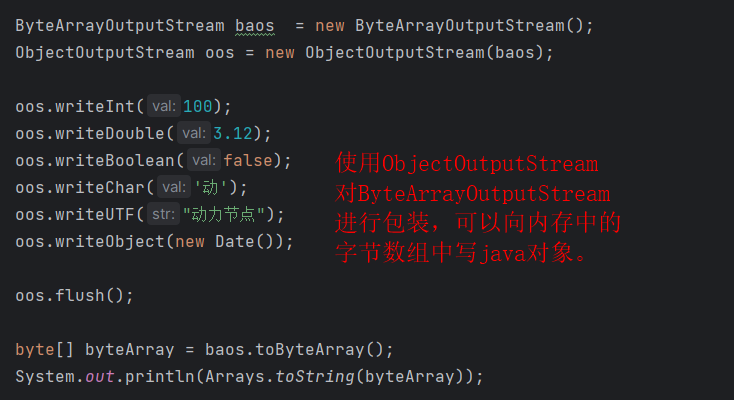 ByteArrayOutputStream baos  = new ByteArrayOutputStream();
ObjectOutputStream oos = new ObjectOutputStream(baos);
oos.writeInt( val: 100);
oos.writeDouble( val: 3.12);
oos.writeBoolean( val: false);
oos.writeChar( val: '动');
oos.writeUTF( str: "动力节点");
oos.writeObject(new Date());
使用ObjectOutputStream
对ByteArrayOutputStream
进行包装，可以向内存中的
字节数组中写java对象。
oos.flush();
byte[] byteArray = baos.toByteArray();
System.out.println(Arrays.toString(byteArray));